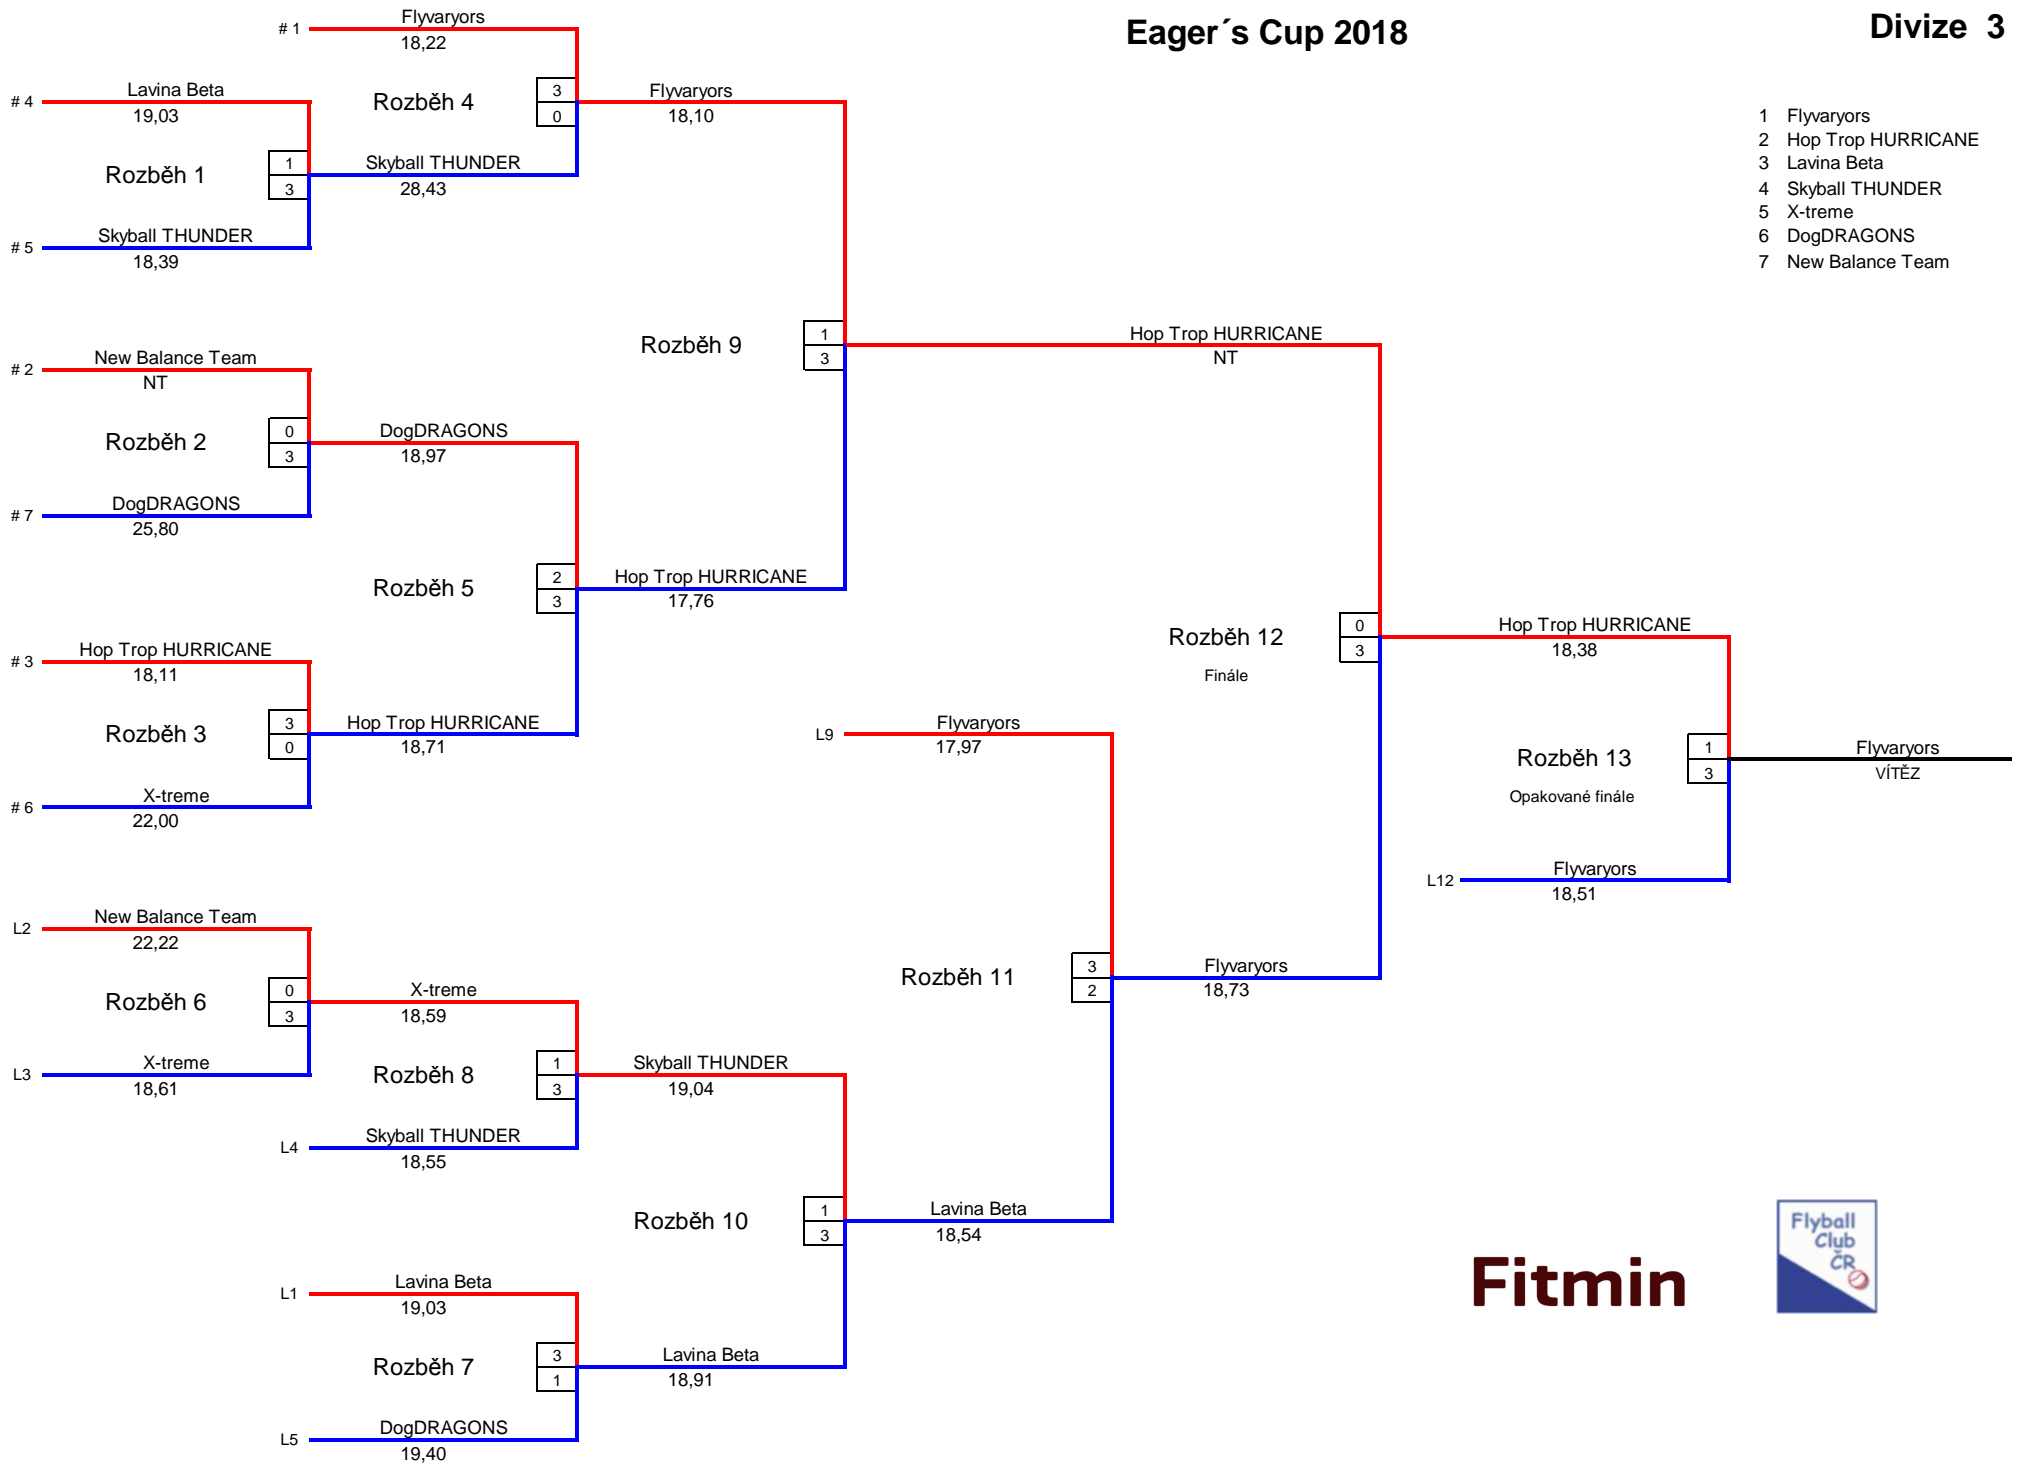 Eager´s Cup 2018
Divize 3
1 Flyvaryors
2 Hop Trop HURRICANE
3 Lavina Beta
4 Skyball THUNDER
5 X-treme
6 DogDRAGONS
7 New Balance Team
# 1
Flyvaryors
18,22
# 4
Lavina Beta
19,03
Rozběh 4
3
0
Flyvaryors
18,10
Rozběh 1
1
3
Skyball THUNDER
28,43
# 5
Skyball THUNDER
18,39
Rozběh 9
1
3
Hop Trop HURRICANE
NT
# 2
New Balance Team
NT
Rozběh 2
0
3
DogDRAGONS
18,97
# 7
DogDRAGONS
25,80
Rozběh 5
2
3
Hop Trop HURRICANE
17,76
# 3
Hop Trop HURRICANE
18,11
Rozběh 12
Finále
0
3
Hop Trop HURRICANE
18,38
Rozběh 3
3
0
Hop Trop HURRICANE
18,71
L9
Flyvaryors
17,97
Rozběh 13
Opakované finále
1
3
Flyvaryors
VÍTĚZ
# 6
X-treme
22,00
L12
Flyvaryors
18,51
L2
New Balance Team
22,22
Rozběh 11
3
2
Flyvaryors
18,73
Rozběh 6
0
3
X-treme
18,59
L3
X-treme
18,61
Rozběh 8
1
3
Skyball THUNDER
19,04
L4
Skyball THUNDER
18,55
Rozběh 10
1
3
Lavina Beta
18,54
L1
Lavina Beta
19,03
Rozběh 7
3
1
Lavina Beta
18,91
L5
DogDRAGONS
19,40
Fitmin
Flyball
Club
ČR